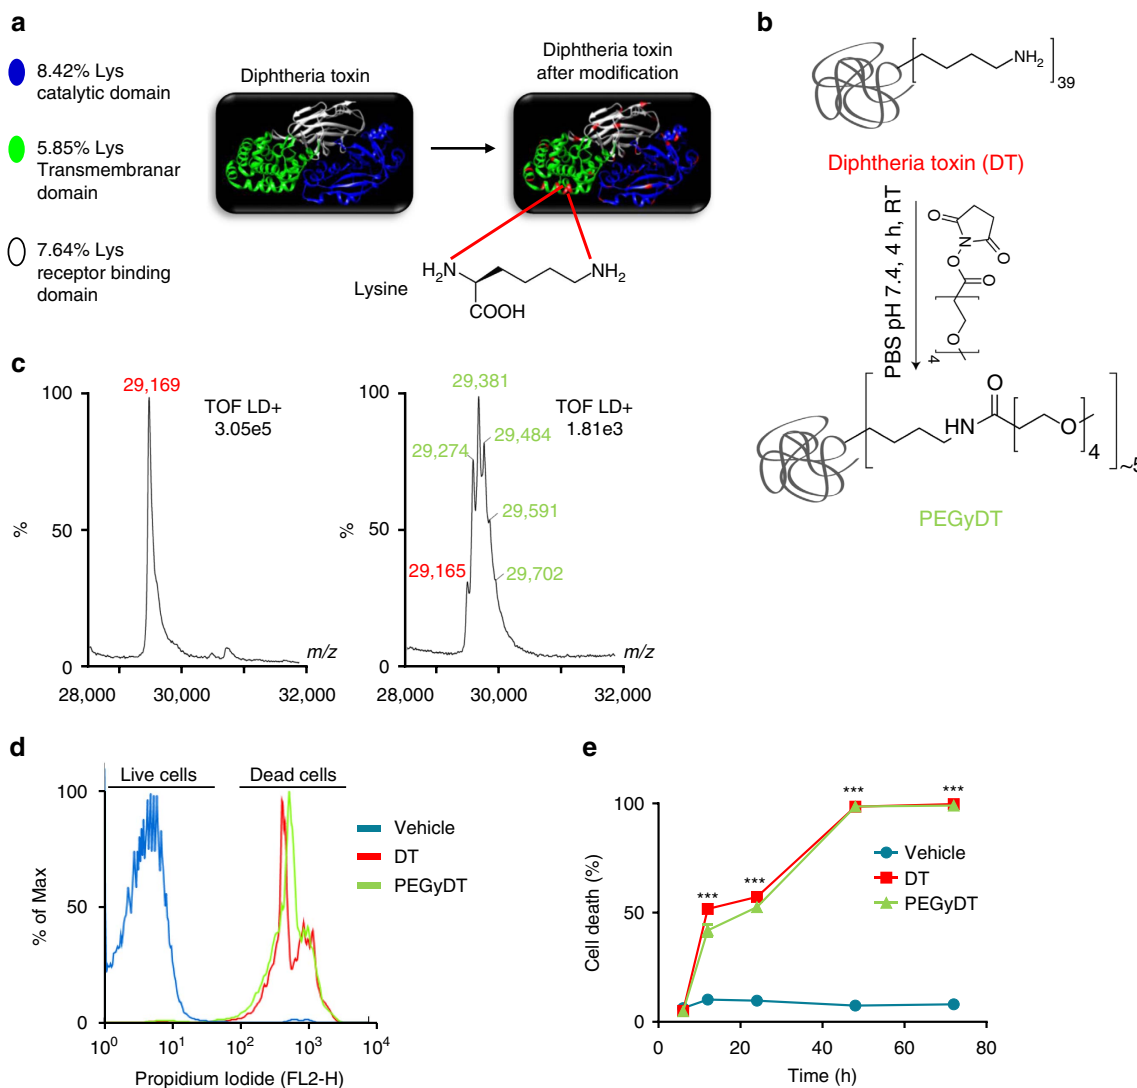 a
8.42% Lys
catalytic domain
5.85% Lys
Transmembranar
domain
7.64% Lys
receptor binding
domain
Diphtheria toxin
Diphtheria toxin
after modification
Lysine
H2N
NH2
COOH
b
NH2
39
Diphtheria toxin (DT)
PBS pH 7.4, 4 h, RT
O
N
O
O
O
O
4
O
HN
O
4
~5
PEGyDT
c
100
50
0
%
29,169
TOF LD+
3.05e5
m/z
28,000
30,000
32,000
100
50
0
%
29,381
29,484
29,274
29,591
29,165
29,702
TOF LD+
1.81e3
m/z
28,000
30,000
32,000
d
Live cells
Dead cells
100
50
0
% of Max
10^0
10^1
10^2
10^3
10^4
Propidium Iodide (FL2-H)
Vehicle
DT
PEGyDT
e
100
50
0
Cell death (%)
***
***
***
***
Vehicle
DT
PEGyDT
0
20
40
60
80
Time (h)